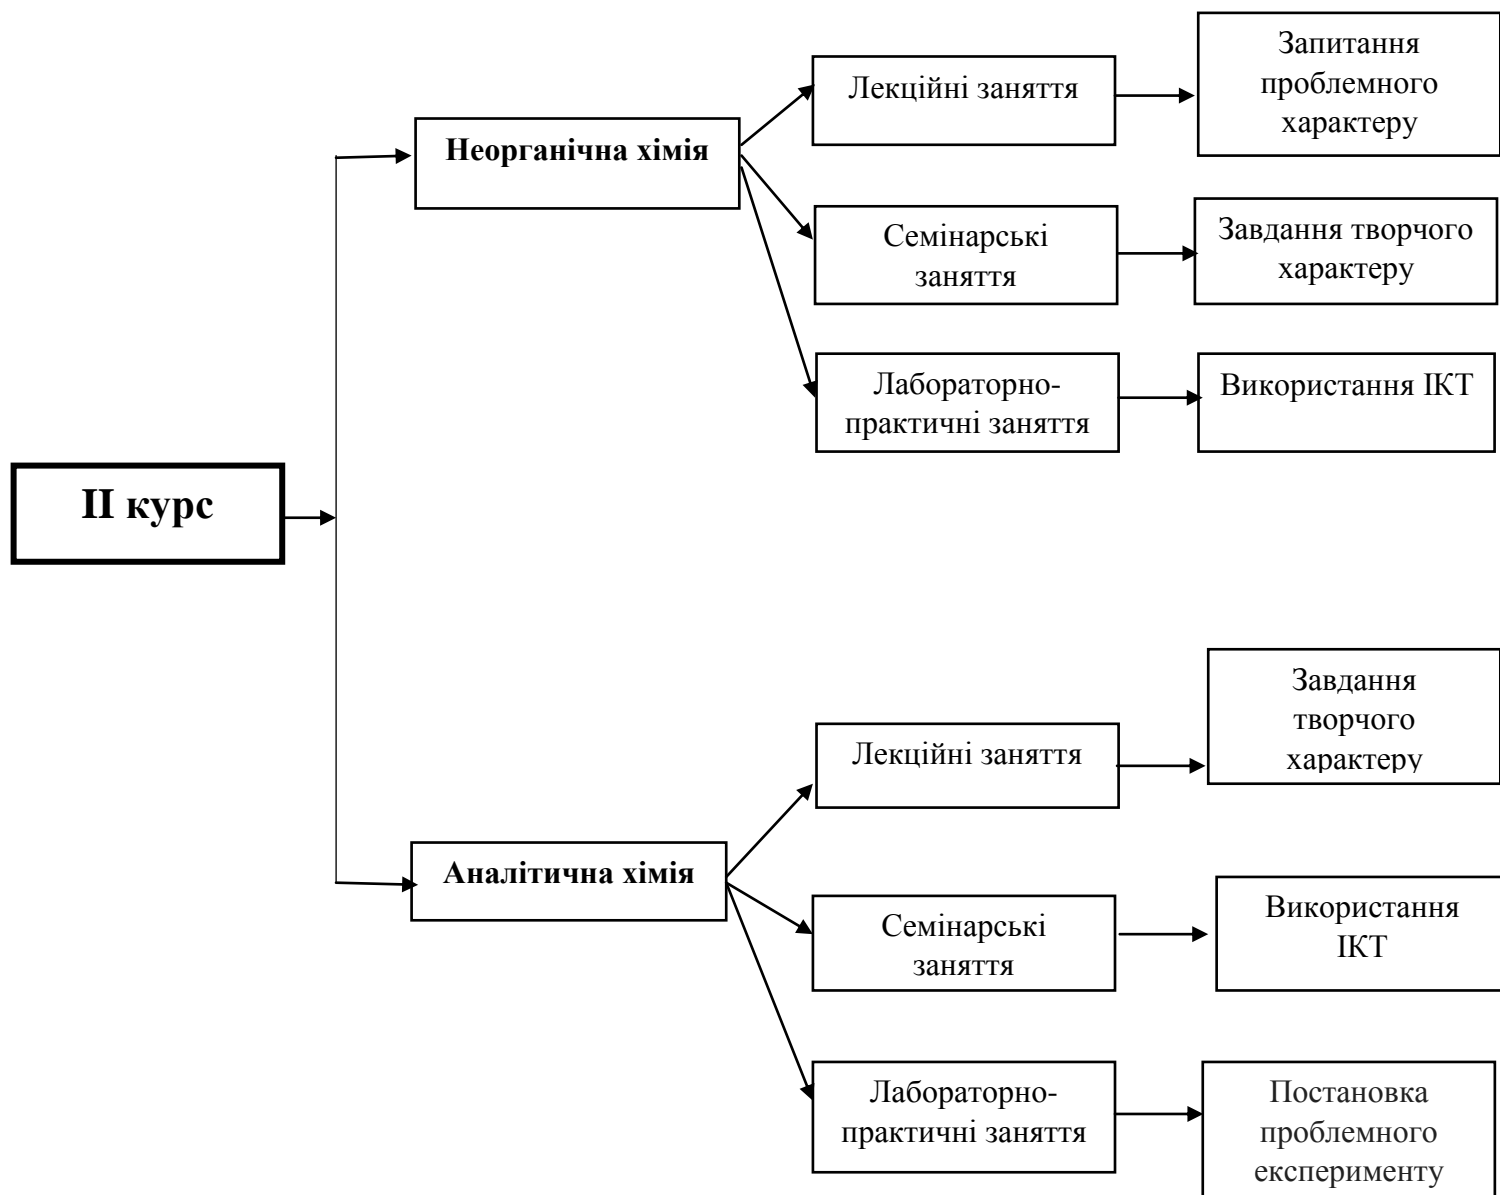 Запитання
проблемного
характеру
Лекційні заняття
Неорганічна хімія
Семінарські
заняття
Завдання творчого
характеру
Лабораторно-
практичні заняття
Використання ІКТ
ІІ курс
Завдання
творчого
характеру
Лекційні заняття
Аналітична хімія
Семінарські
заняття
Використання
ІКТ
Лабораторно-
практичні заняття
Постановка
проблемного
експерименту